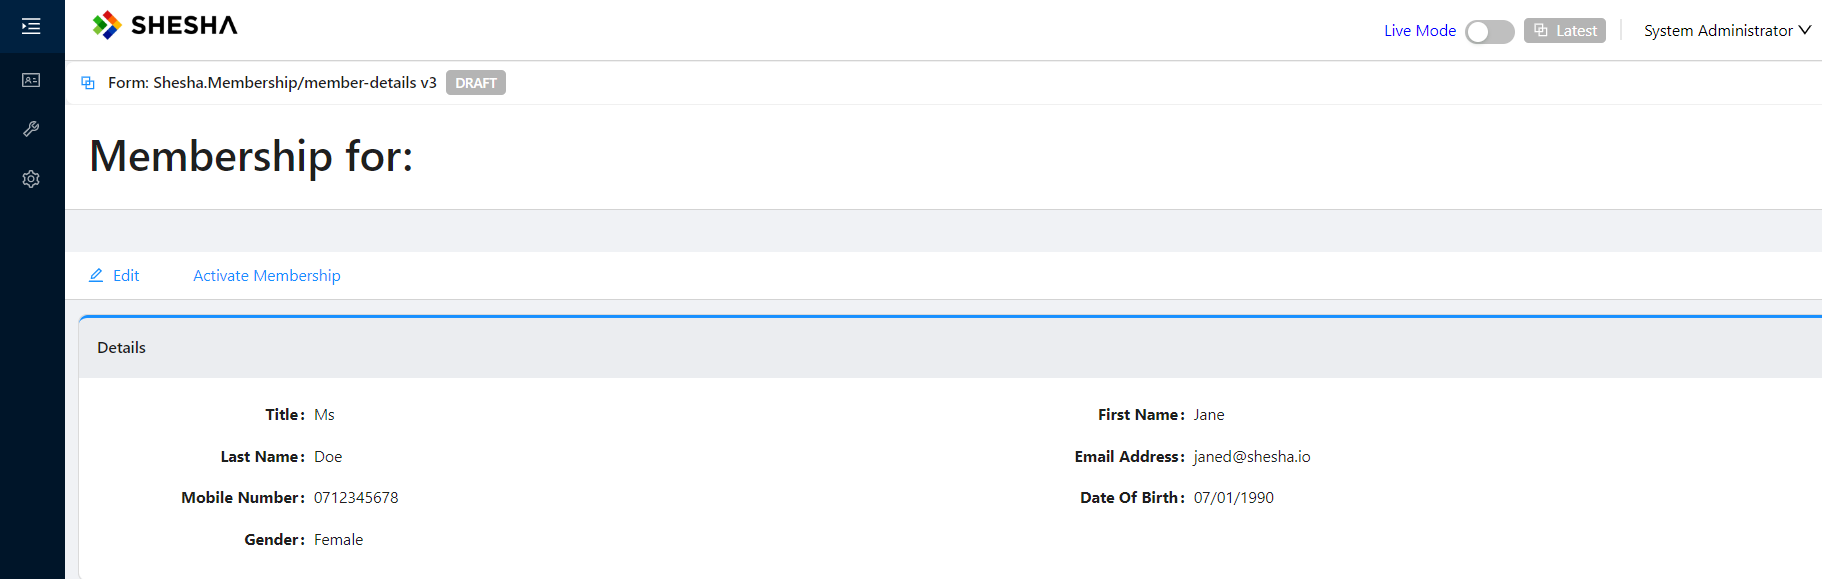 SHESHA
Live Mode Latest System Administrator
Form: Shesha.Membership/member-details v3 DRAFT
Membership for:
Edit Activate Membership
Details
Title: Ms First Name: Jane
Last Name: Doe Email Address: janed@shesha.io
Mobile Number: 0712345678 Date Of Birth: 07/01/1990
Gender: Female